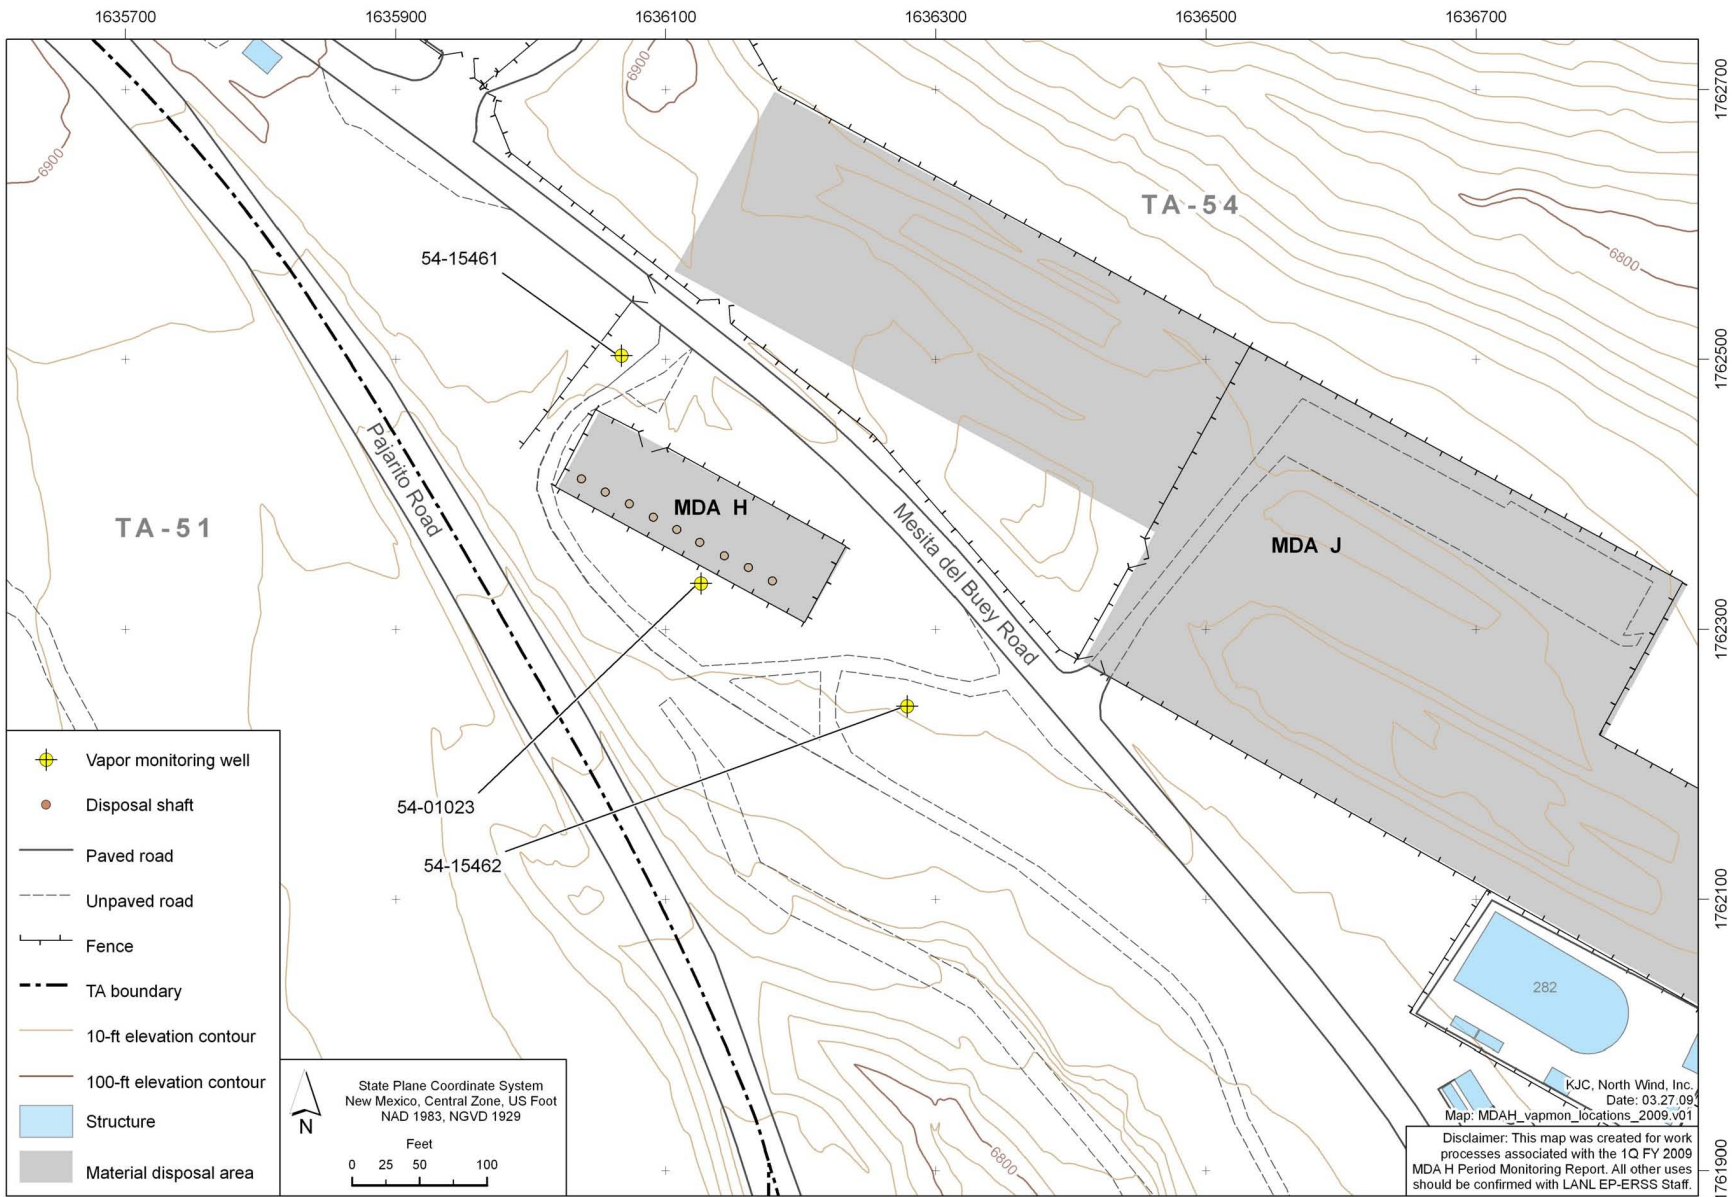 1635700
1635900
1636100
1636300
1636500
1636700
1762700
1762500
1762300
1762100
1761900
6900
6900
TA-54
6800
54-15461
Pajarito Road
TA-51
MDA H
Mesita del Buey Road
MDA J
54-01023
54-15462
282
6800
Vapor monitoring well
Disposal shaft
Paved road
Unpaved road
Fence
TA boundary
10-ft elevation contour
100-ft elevation contour
Structure
Material disposal area
N
State Plane Coordinate System
New Mexico, Central Zone, US Foot
NAD 1983, NGVD 1929
Feet
0 25 50 100
KJC, North Wind, Inc.
Date: 03.27.09
Map: MDAH_vapmon_locations_2009.v01
Disclaimer: This map was created for work
processes associated with the 1Q FY 2009
MDA H Period Monitoring Report. All other uses
should be confirmed with LANL EP-ERSS Staff.